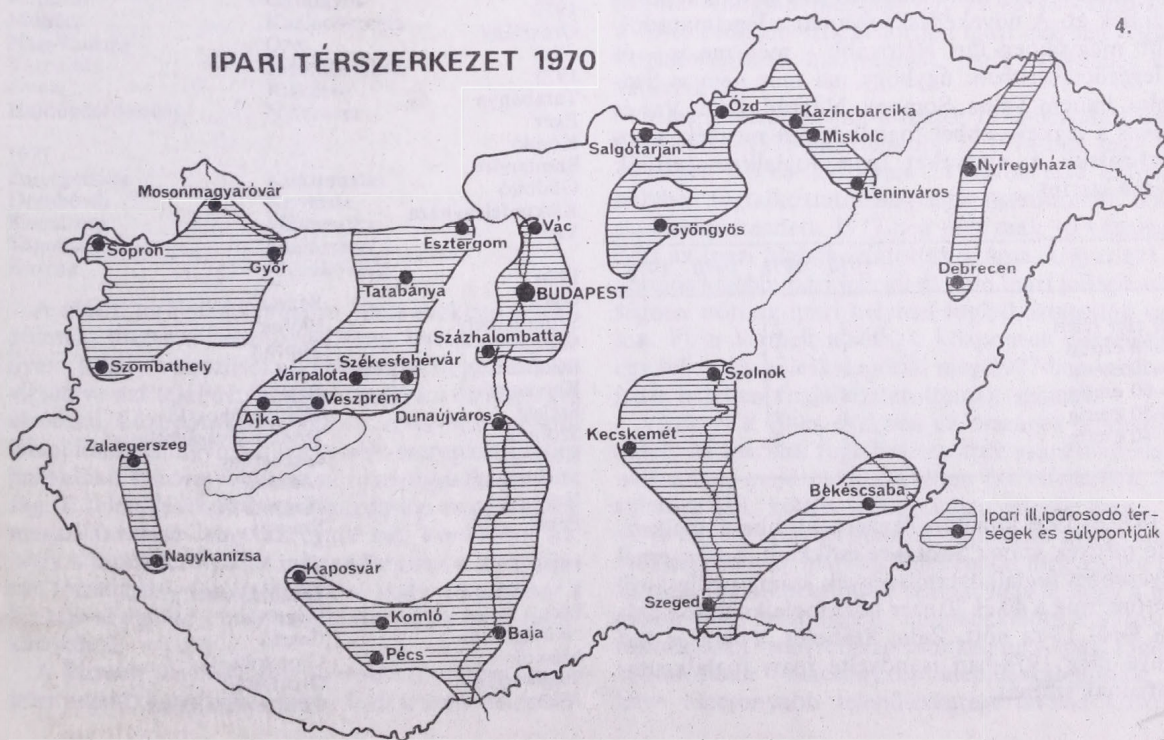 4.
IPARI TÉRSZERKEZET 1970
Ózd
Kazincbarcika
Miskolc
Salgótarján
Nyíregyháza
Leninváros
Mosonmagyaróvár
Vác
Esztergom
Gyöngyös
Sopron
Győr
Tatabánya
BUDAPEST
Debrecen
Százhalombatta
Székesfehérvár
Szombathely
Várpalota
Szolnok
Veszprém
Ajka
Dunaújváros
Zalaegerszeg
Kecskemét
Békéscsaba
Ipari ill.iparosodó tér-
ségek és súlypontjaik
Nagykanizsa
Kaposvár
Szeged
Komló
Baja
Pécs